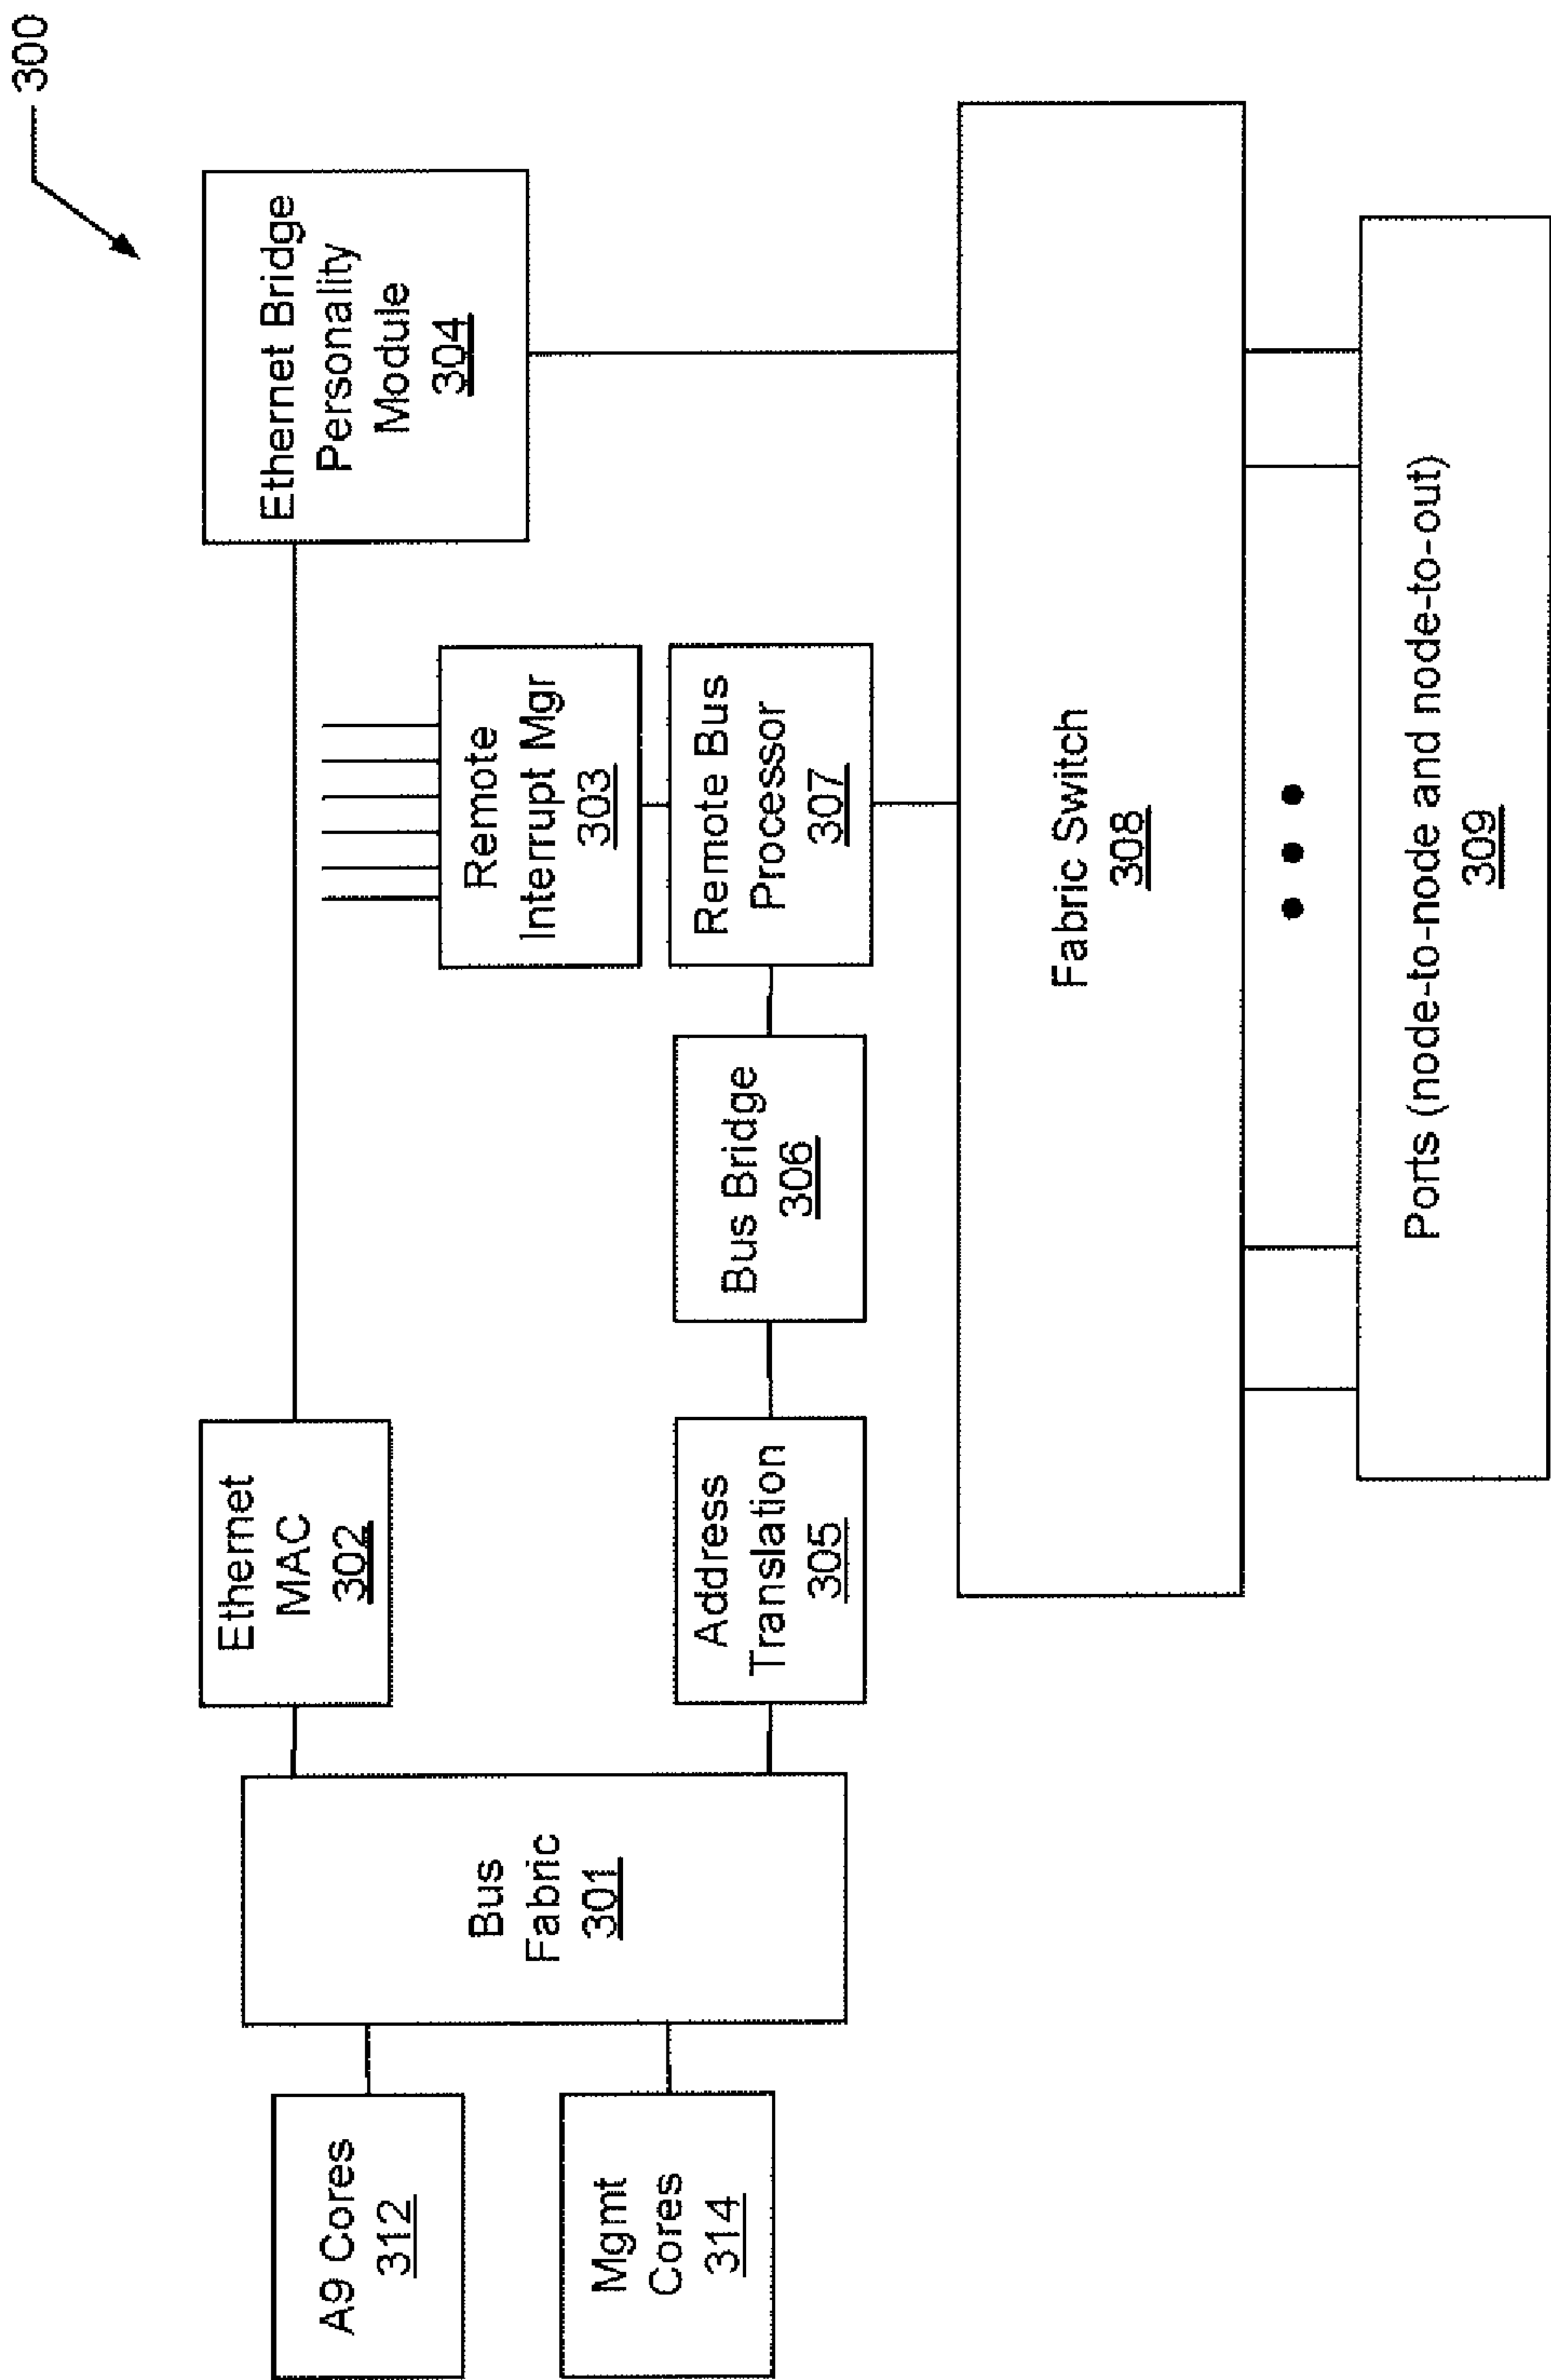 300
A9 Cores
312
Mgmt
Cores
314
Bus
Fabric
301
Ethernet
MAC
302
Address
Translation
305
Bus Bridge
306
Remote
Interrupt Mgr
303
Remote Bus
Processor
307
Ethernet Bridge
Personality
Module
304
Fabric Switch
308
Ports (node-to-node and node-to-out)
309